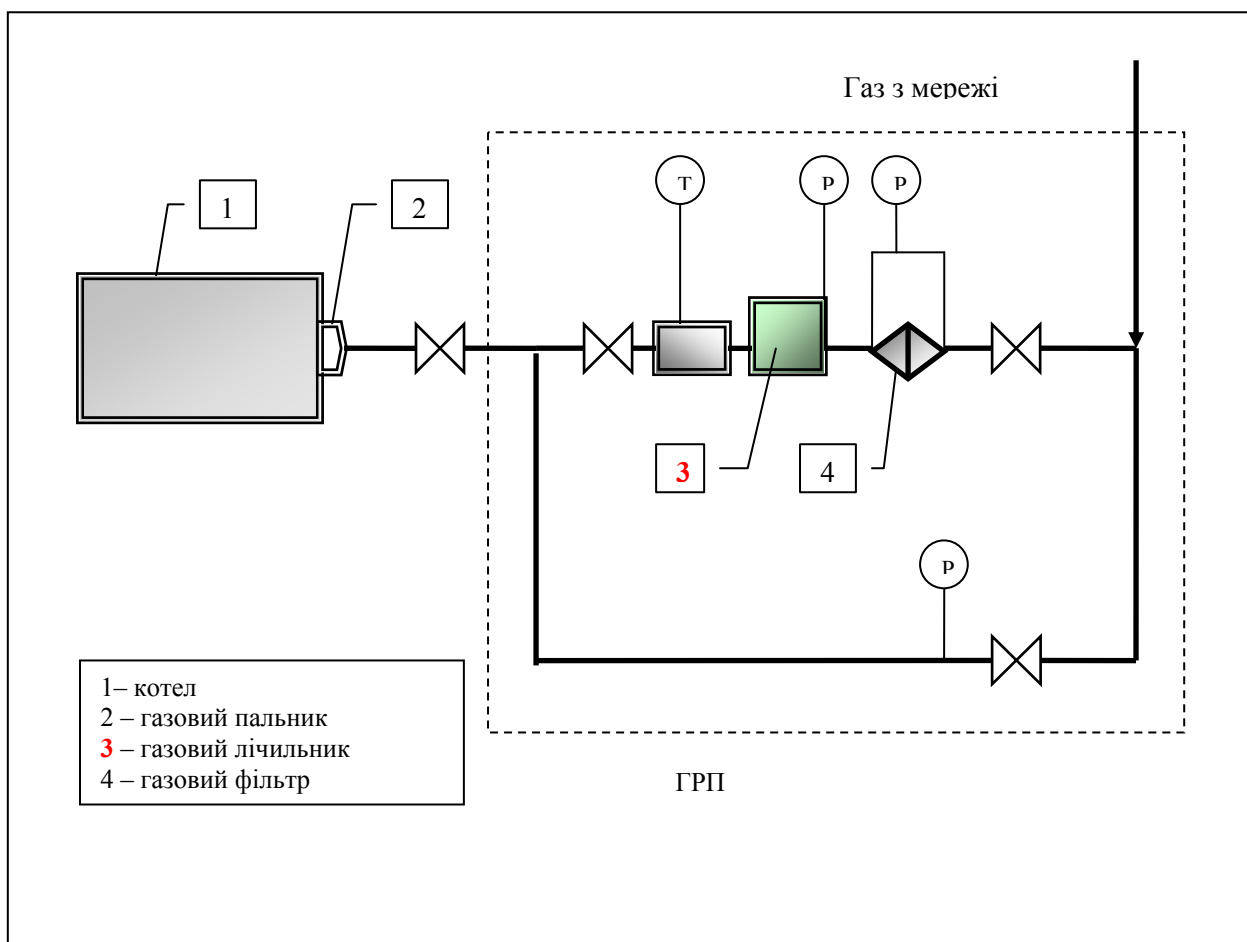 Газ з мережі
Т
Р
Р
1
2
3
4
Р
1– котел
2 – газовий пальник
3 – газовий лічильник
4 – газовий фільтр
ГРП